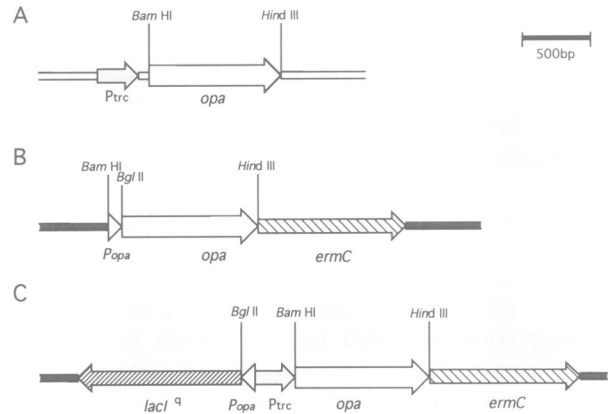 A
Bam HI
Hind III
500bp
Ptrc
opa
B
Bam HI
Bgl II
Hind III
Popa
opa
ermC
C
Bgl II
Bam HI
Hind III
lacI q
Popa
Ptrc
opa
ermC